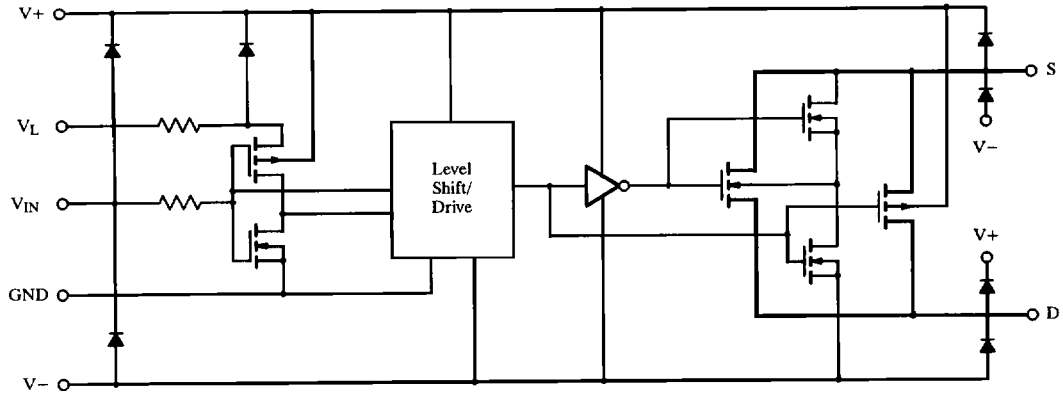 V+
S
V_L
V−
Level
Shift/
Drive
V_IN
V+
GND
D
V−